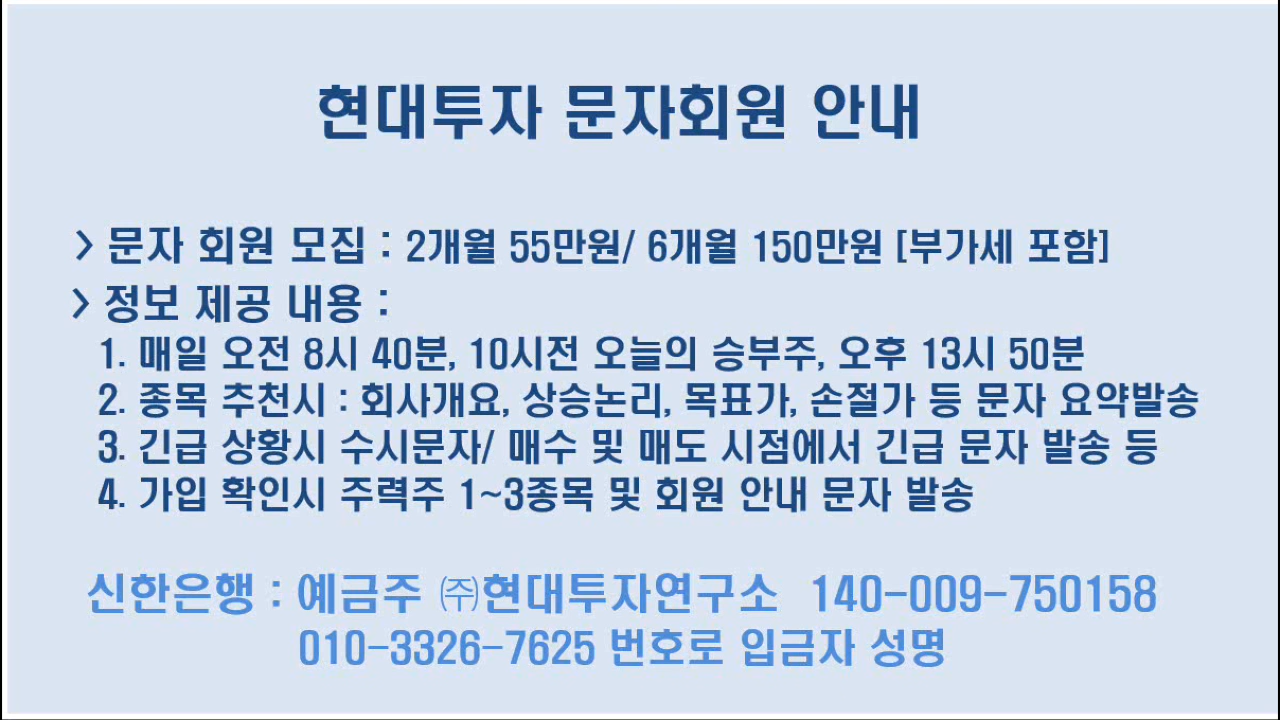 현대투자 문자회원 안내
> 문자 회원 모집 : 2개월 55만원/ 6개월 150만원 [부가세 포함]
> 정보 제공 내용 :
1. 매일 오전 8시 40분, 10시전 오늘의 승부주, 오후 13시 50분
2. 종목 추천시 : 회사개요, 상승논리, 목표가, 손절가 등 문자 요약발송
3. 긴급 상황시 수시문자/ 매수 및 매도 시점에서 긴급 문자 발송 등
4. 가입 확인시 주력주 1~3종목 및 회원 안내 문자 발송
신한은행 : 예금주 ㈜현대투자연구소 140-009-750158
010-3326-7625 번호로 입금자 성명